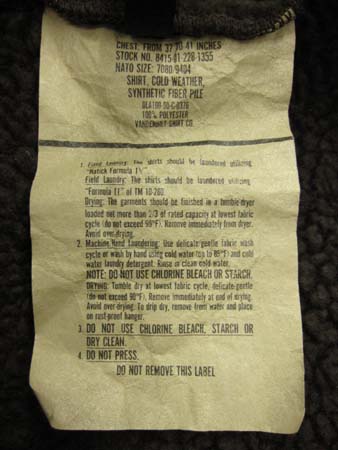 CHEST, FROM 37 TO 41 INCHES
STOCK NO. 8415-01-228-1355
NATO SIZE: 7080-9404
SHIRT, COLD WEATHER,
SYNTHETIC FIBER PILE
100% POLYESTER
VANDERBILT SHIRT CO.
1. Field Laundry: The shirts should be laundered utilizing
"Natick Formula
Field Laundry: The shirts should be laundered utilizing
"Formula II" of TM 10-280.
Drying: The garments should be finished in a tumble dryer
loaded not more than 2/3 of rated capacity at lowest fabric
cycle (do not exceed 90°F). Remove immediately from dryer.
Avoid over-drying.
2. Machine/Hand Laundering: Use delicate/gentle fabric wash
cycle or wash by hand using cold water (up to 85°F) and cold
water laundry detergent. Rinse in clean cold water.
NOTE: DO NOT USE CHLORINE BLEACH OR STARCH.
DRYING: Tumble dry at lowest fabric cycle, delicate-gentle
(do not exceed 90°F). Remove immediately at end of drying.
Avoid over-drying. To drip dry, remove from water and place
on rust-proof hanger.
3. DO NOT USE CHLORINE BLEACH, STARCH OR
DRY CLEAN.
4. DO NOT PRESS.
DO NOT REMOVE THIS LABEL